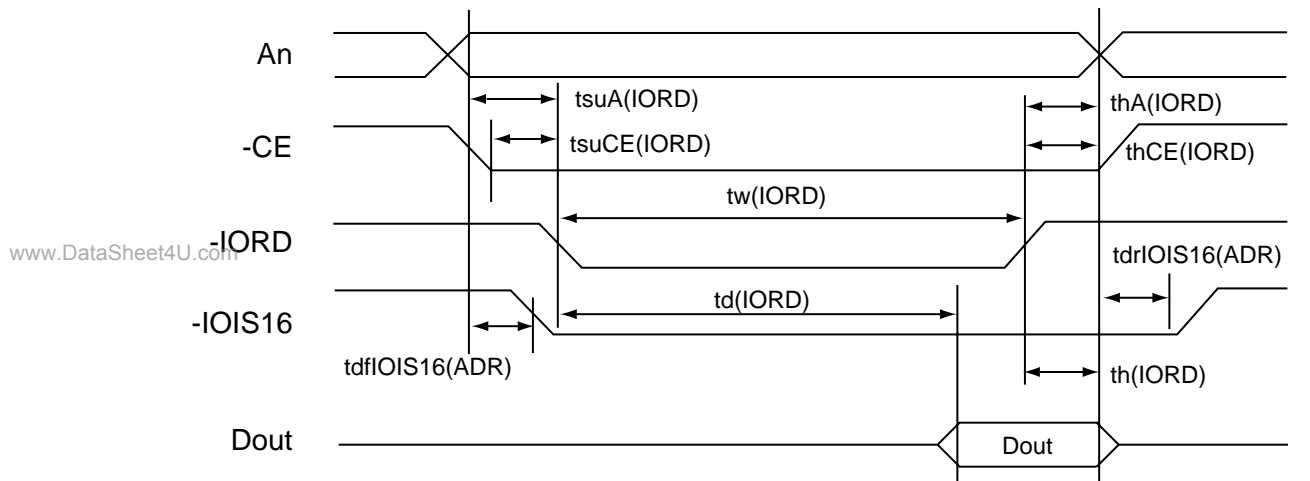 An
tsuA(IORD)
thA(IORD)
-CE
tsuCE(IORD)
thCE(IORD)
tw(IORD)
-IORD
www.DataSheet4U.com
tdrIOIS16(ADR)
td(IORD)
-IOIS16
tdfIOIS16(ADR)
th(IORD)
Dout
Dout